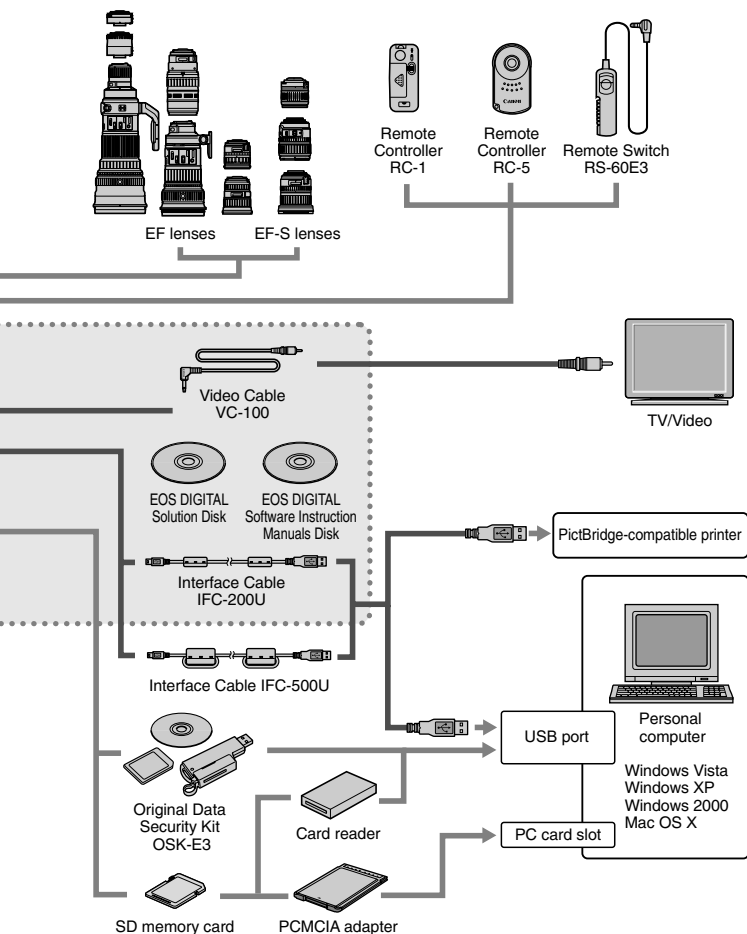 Canon
Remote
Controller
RC-1
Remote
Controller
RC-5
Remote Switch
RS-60E3
EF lenses
EF-S lenses
Video Cable
VC-100
TV/Video
EOS DIGITAL
Solution Disk
EOS DIGITAL
Software Instruction
Manuals Disk
PictBridge-compatible printer
Interface Cable
IFC-200U
Interface Cable IFC-500U
USB port
Personal
computer
Windows Vista
Windows XP
Windows 2000
Mac OS X
Original Data
Security Kit
OSK-E3
Card reader
PC card slot
SD memory card
PCMCIA adapter